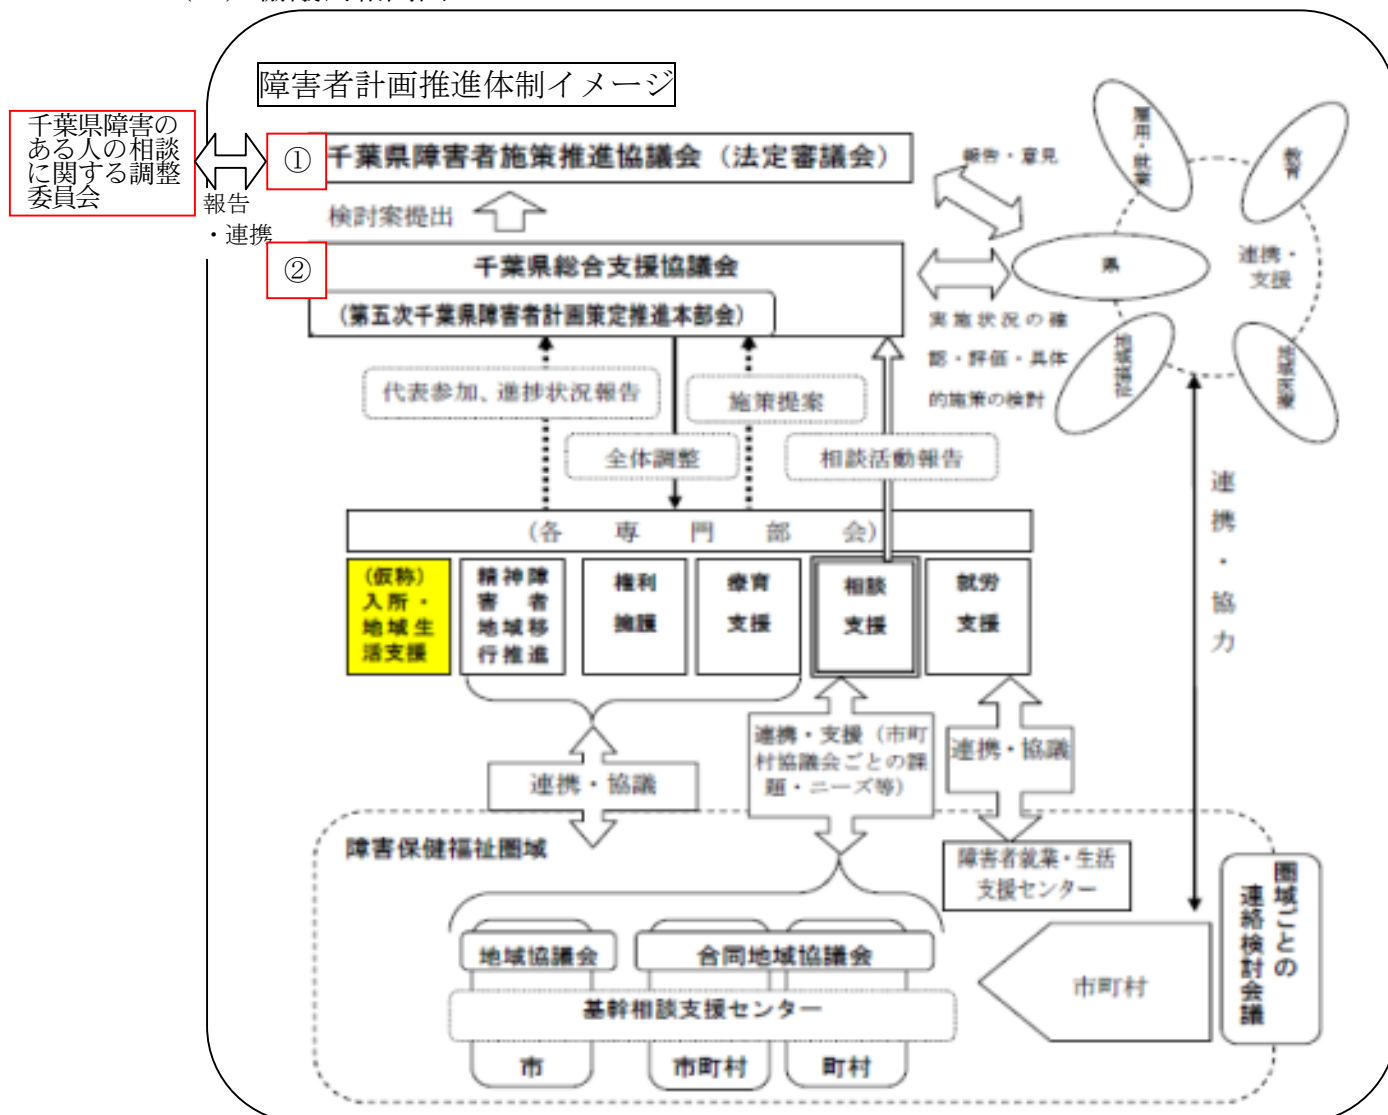 障害者計画推進体制イメージ
千葉県障害の
ある人の相談
に関する調整
委員会
報告
・連携
①
千葉県障害者施策推進協議会（法定審議会）
検討案提出
②
千葉県総合支援協議会
(第五次千葉県障害者計画策定推進本部会)
報告・意見
雇用・就業
教育
県
連携・
支援
地域福祉
地域医療
実施状況の確
認・評価・具体
的施策の検討
代表参加、進捗状況報告
施策提案
全体調整
相談活動報告
連携・協力
(各専門部会)
(仮称)
入所・
地域生
活支援
精神障
害者
地域移
行推進
権利
擁護
療育
支援
相談
支援
就労
支援
連携・協議
連携・支援（市町
村協議会ごとの課
題・ニーズ等）
連携・協議
障害保健福祉圏域
障害者就業・生活
支援センター
圏域ごとの
連絡検討会議
地域協議会
合同地域協議会
基幹相談支援センター
市
市町村
町村
市町村